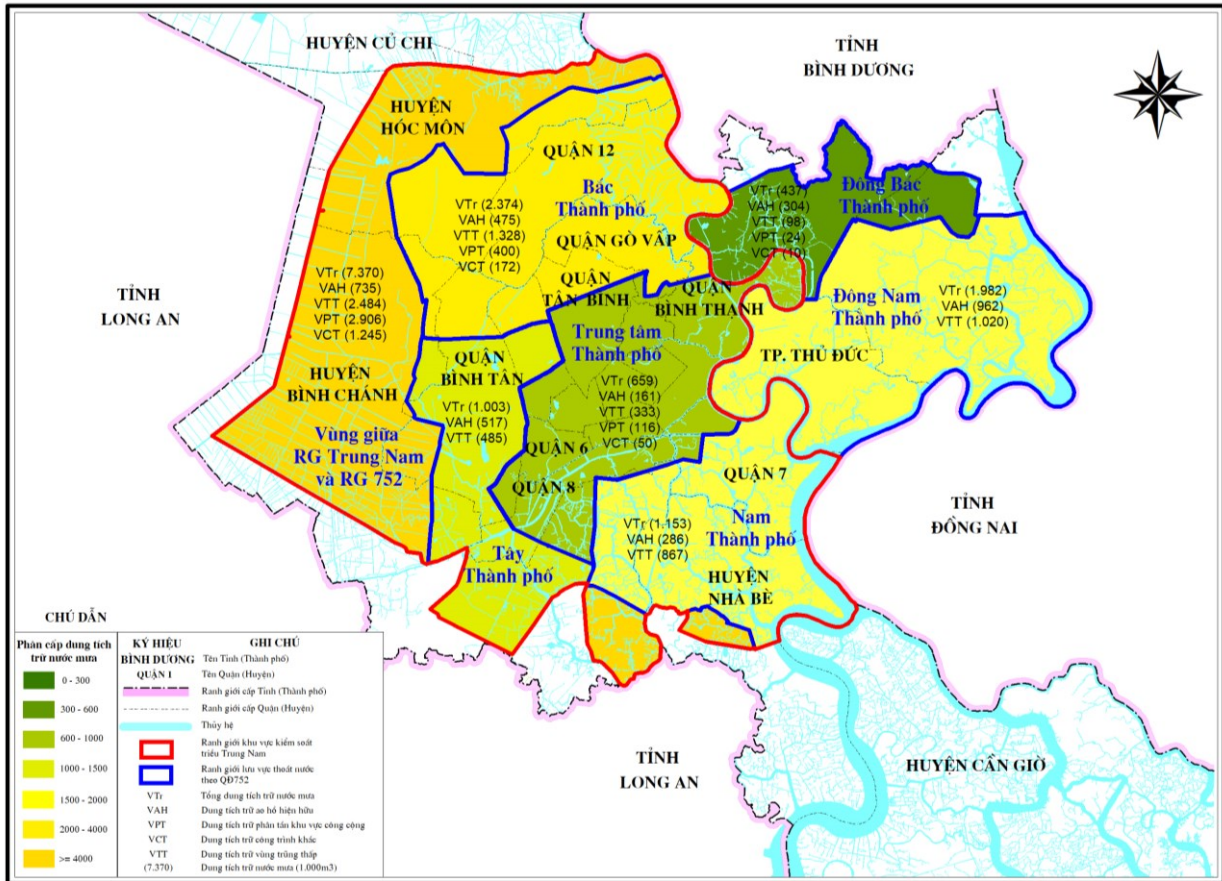 HUYỆN CỦ CHI
TỈNH
BÌNH DƯƠNG
HUYỆN
HÓC MÔN
QUẬN 12
Bắc
Thành phố
VTr (2.374)
VAH (475)
VTT (1.328)
VPT (400)
VCT (172)
QUẬN GÒ VẤP
QUẬN
TÂN BÌNH
VTr (437)
VAH (304)
VTT (98)
VPT (24)
VCT (10)
Đông Bắc
Thành phố
QUẬN
BÌNH THẠNH
Đông Nam
Thành phố
VTr (1.982)
VAH (962)
VTT (1.020)
TP. THỦ ĐỨC
TỈNH
LONG AN
VTr (7.370)
VAH (735)
VTT (2.484)
VPT (2.906)
VCT (1.245)
HUYỆN
BÌNH CHÁNH
Vùng giữa
RG Trung Nam
và RG 752
QUẬN
BÌNH TÂN
VTr (1.003)
VAH (517)
VTT (485)
Trung tâm
Thành phố
VTr (659)
VAH (161)
VTT (333)
VPT (116)
VCT (50)
QUẬN 6
QUẬN 8
QUẬN 7
VTr (1.153)
VAH (286)
VTT (867)
Nam
Thành phố
HUYỆN
NHÀ BÈ
Tây
Thành phố
TỈNH
ĐỒNG NAI
TỈNH
LONG AN
HUYỆN CẦN GIỜ
CHÚ DẪN
Phân cấp dung tích
trữ nước mưa
0 - 300
300 - 600
600 - 1000
1000 - 1500
1500 - 2000
2000 - 4000
>= 4000
KÝ HIỆU GHI CHÚ
BÌNH DƯƠNG Tên Tỉnh (Thành phố)
QUẬN 1 Tên Quận (Huyện)
Ranh giới cấp Tỉnh (Thành phố)
Ranh giới cấp Quận (Huyện)
Thủy hệ
Ranh giới khu vực kiểm soát
triều Trung Nam
Ranh giới lưu vực thoát nước
theo QĐ752
VTr Tổng dung tích trữ nước mưa
VAH Dung tích trữ ao hồ hiện hữu
VPT Dung tích trữ phân tán khu vực công cộng
VCT Dung tích trữ công trình khác
VTT Dung tích trữ vùng trũng thấp
(7.370) Dung tích trữ nước mưa (1.000m3)